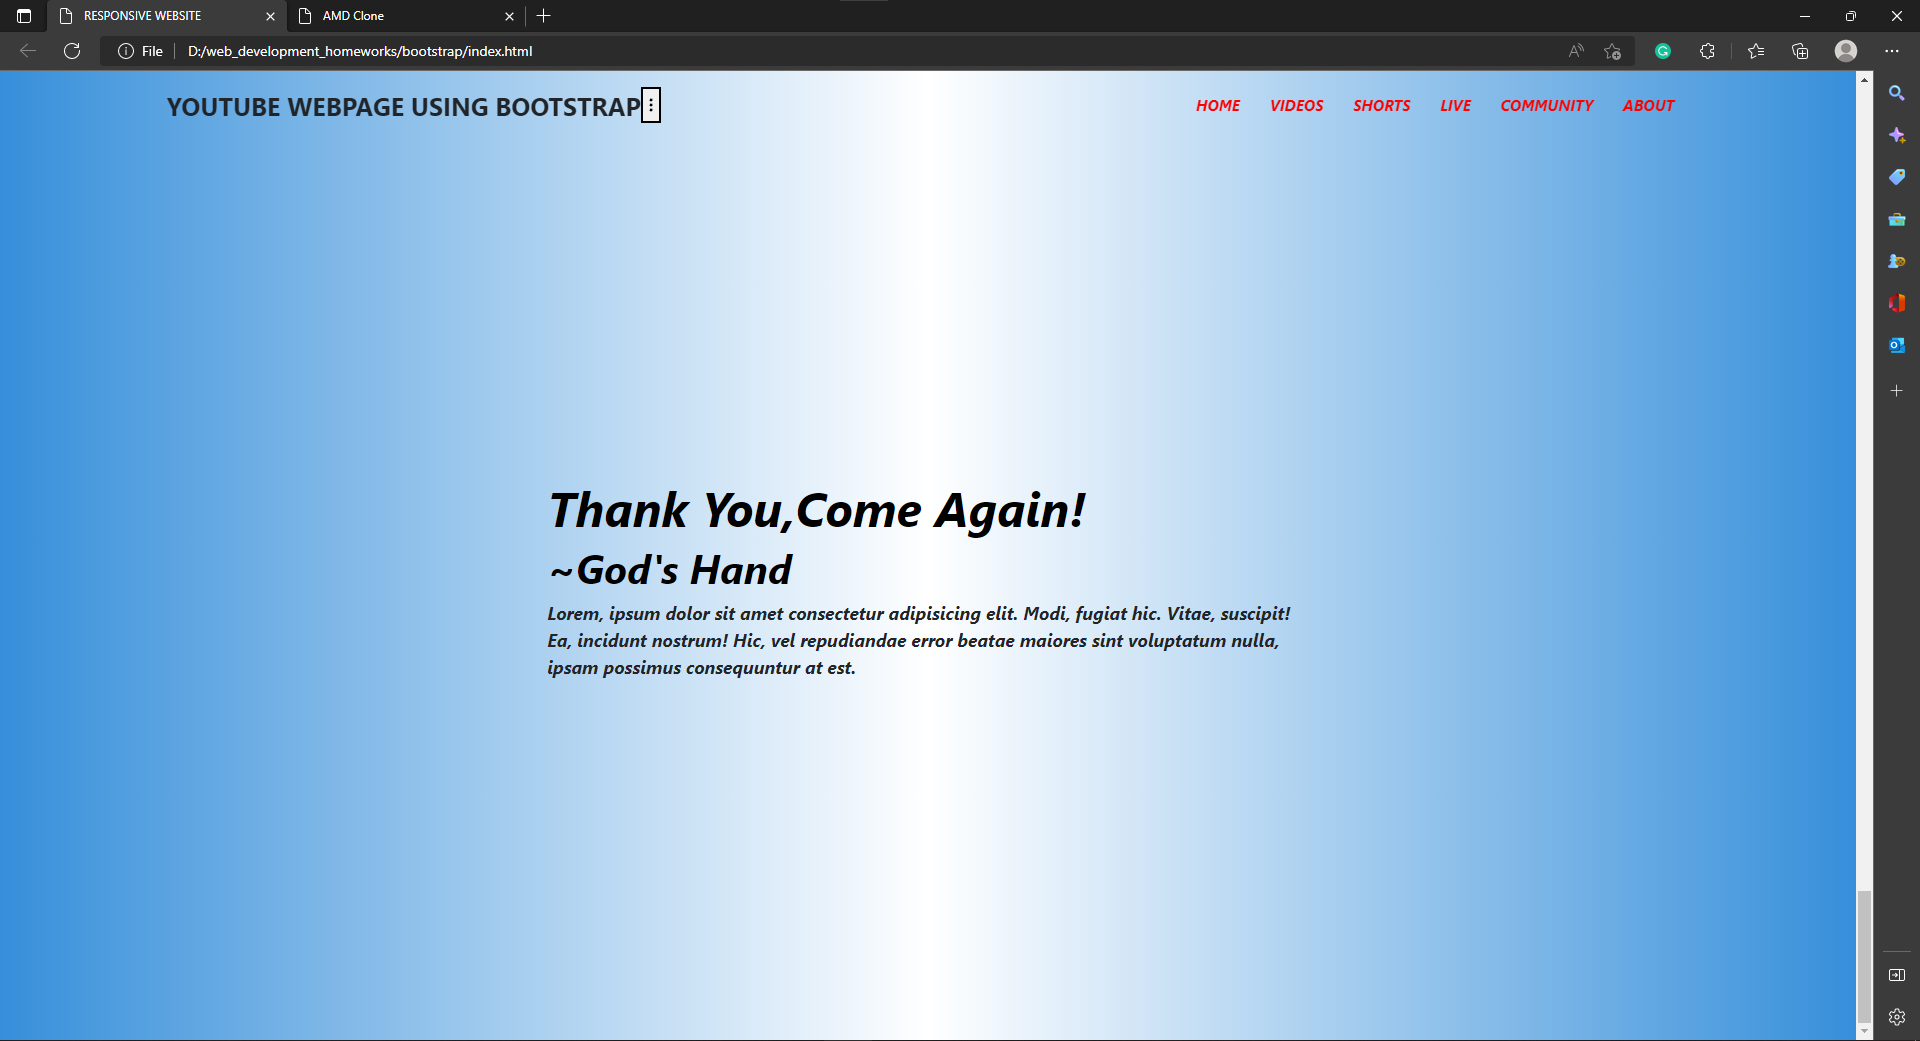 RESPONSIVE WEBSITE
AMD Clone
File
D:/web_development_homeworks/bootstrap/index.html
YOUTUBE WEBPAGE USING BOOTSTRAP
HOME VIDEOS SHORTS LIVE COMMUNITY ABOUT
Thank You,Come Again!
~God's Hand
Lorem, ipsum dolor sit amet consectetur adipisicing elit. Modi, fugiat hic. Vitae, suscipit!
Ea, incidunt nostrum! Hic, vel repudiandae error beatae maiores sint voluptatum nulla,
ipsam possimus consequuntur at est.